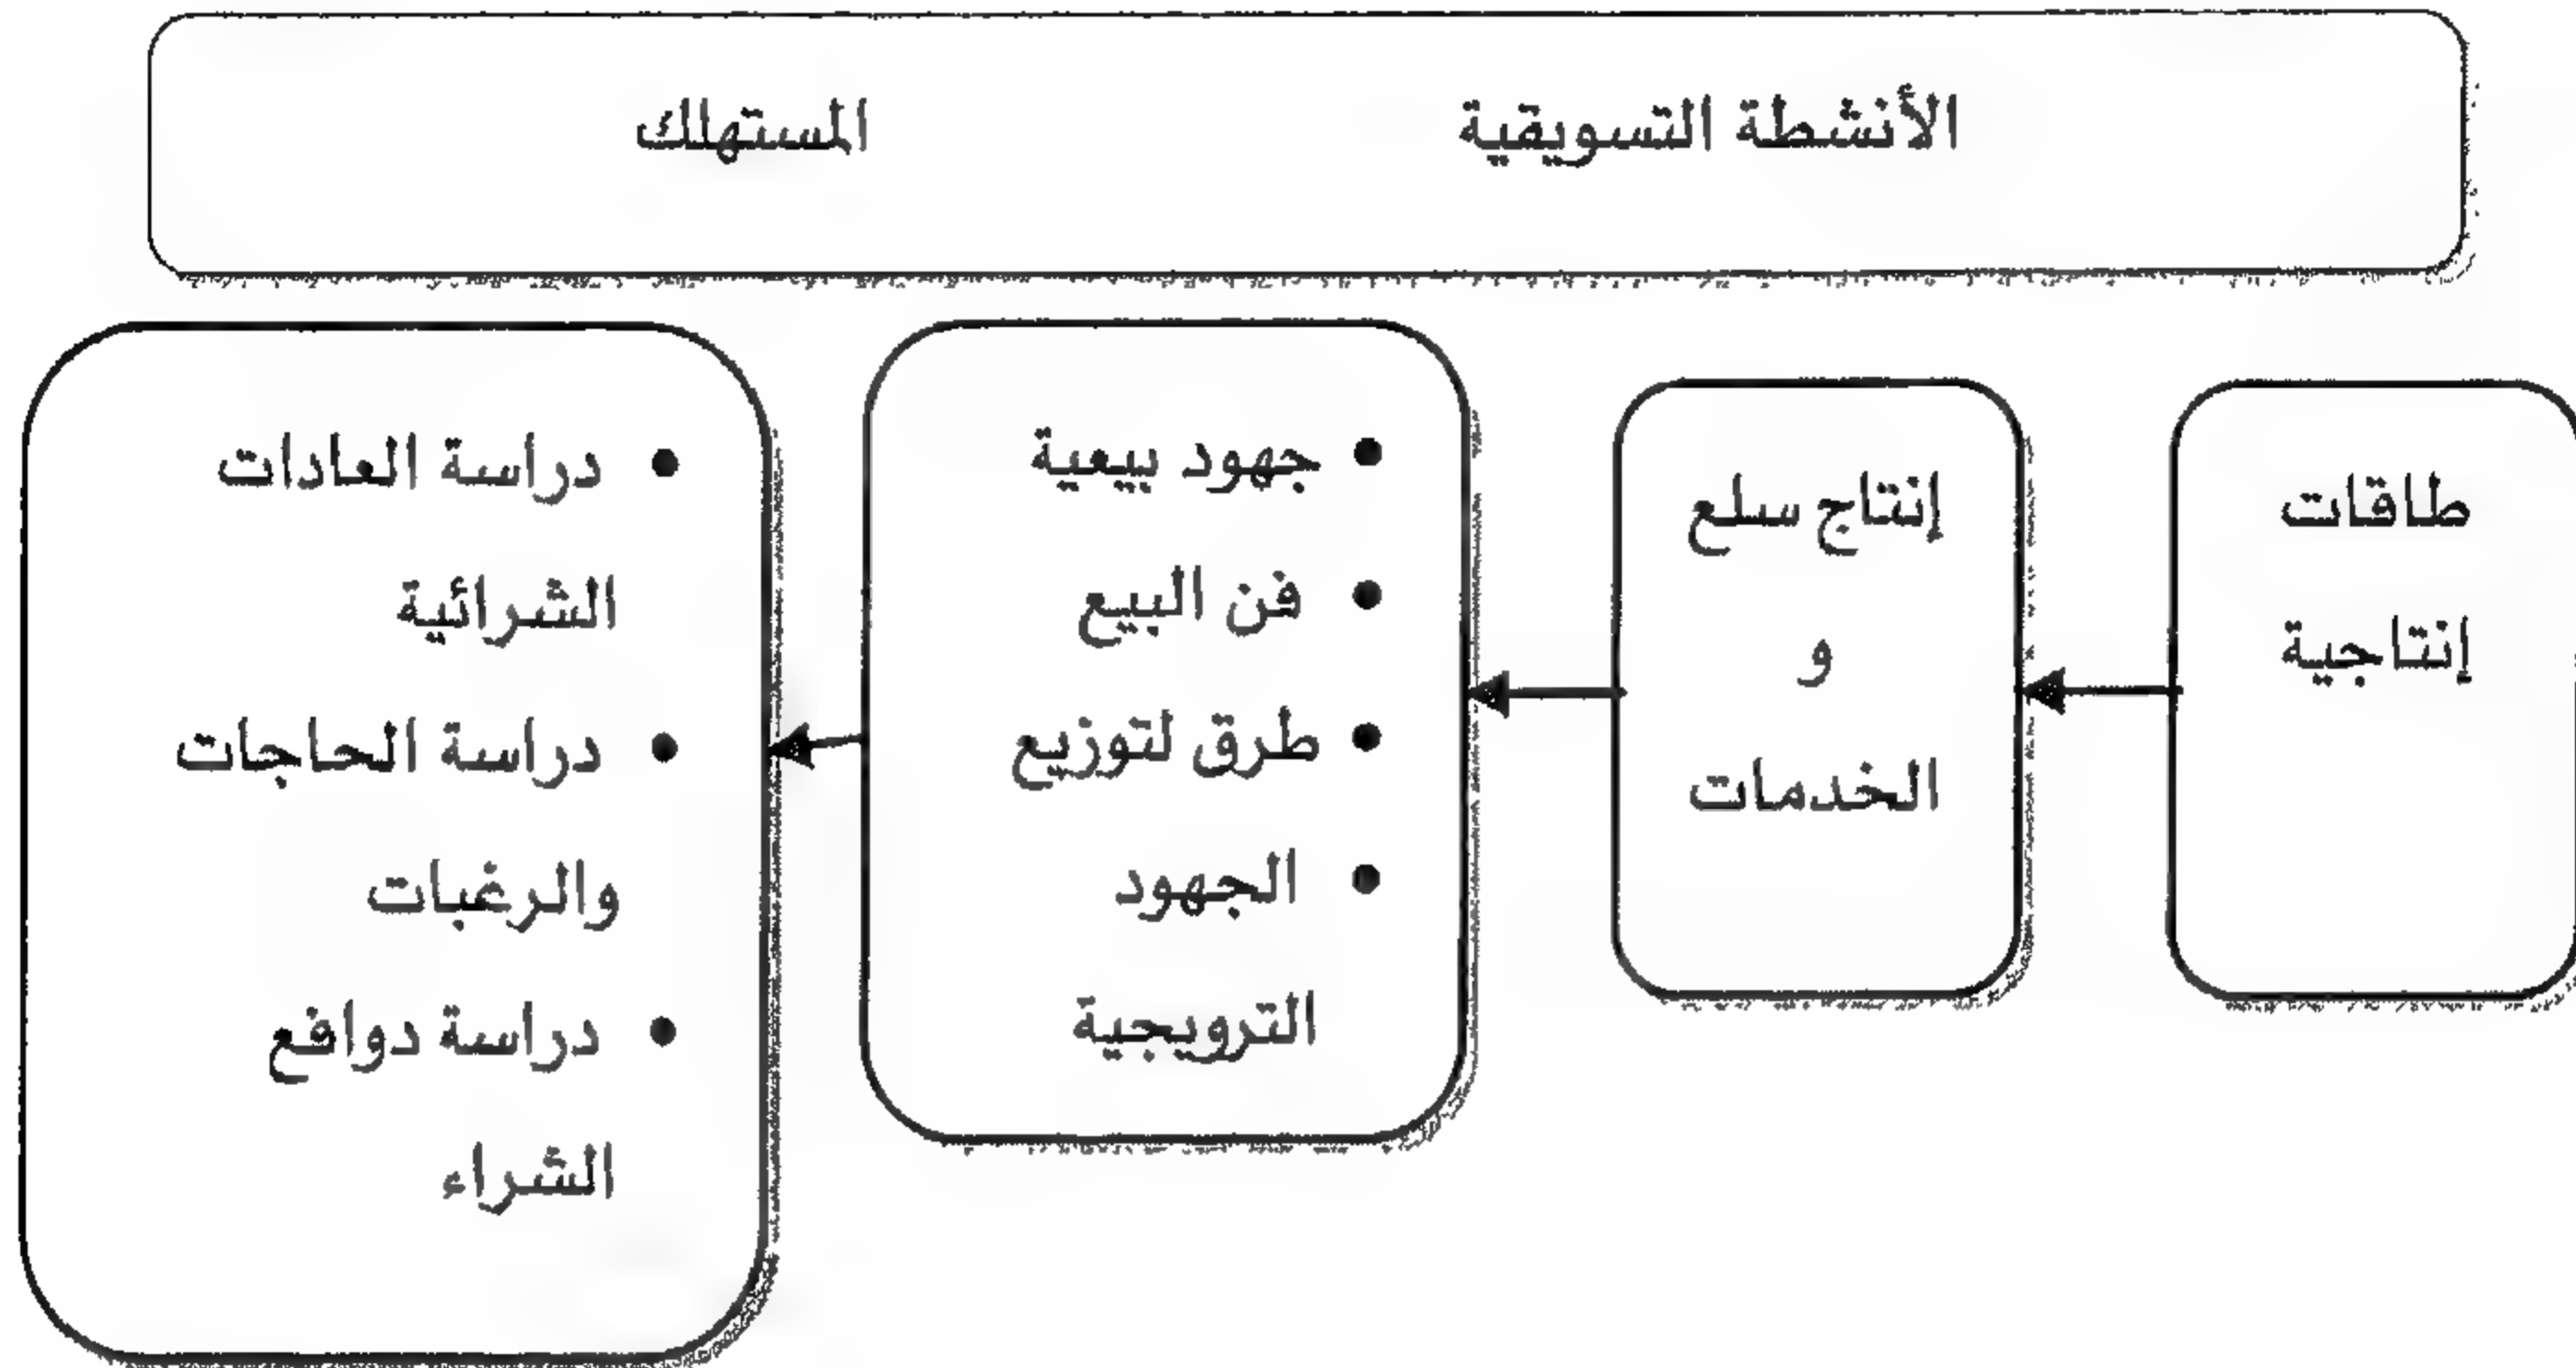 الأنشطة التسويقية المستهلك
طاقات
إنتاجية
إنتاج سلع
و
الخدمات
• جهود بيعية
• فن البيع
• طرق لتوزيع
• الجهود
الترويجية
• دراسة العادات
الشرائية
• دراسة الحاجات
والرغبات
• دراسة دوافع
الشراء